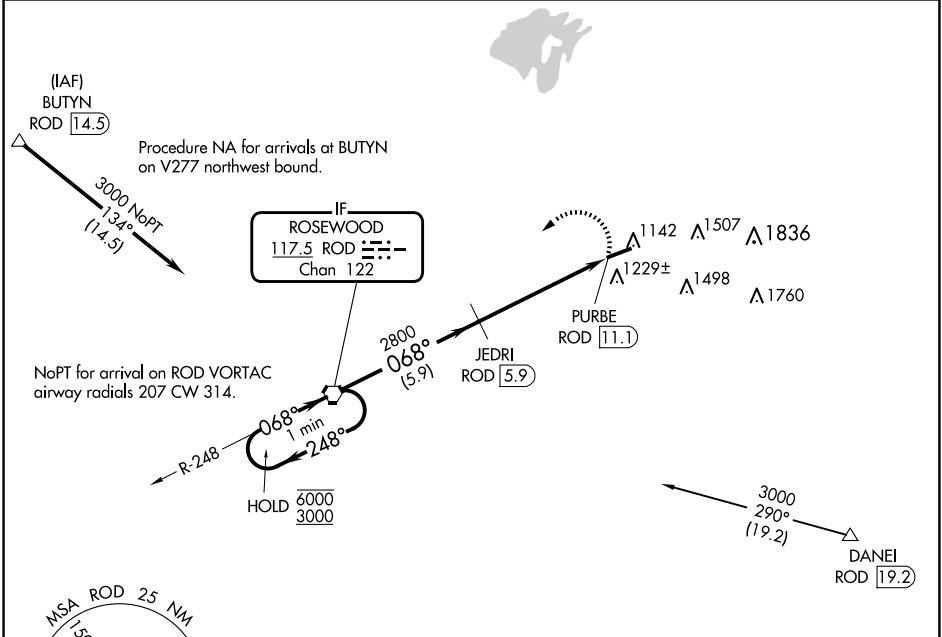 (IAF)
BUTYN
ROD 14.5
Procedure NA for arrivals at BUTYN
on V277 northwest bound.
3000 NoPT
134°
(14.5)
IF
ROSEWOOD
117.5 ROD
Chan 122
1142
1507
1836
1229±
1498
1760
PURBE
ROD 11.1
2800
068°
(5.9)
JEDRI
ROD 5.9
NoPT for arrival on ROD VORTAC
airway radials 207 CW 314.
068°
1 min
248°
R-248
HOLD 6000
3000
3000
290°
(19.2)
DANEI
ROD 19.2
MSA ROD 25 NM